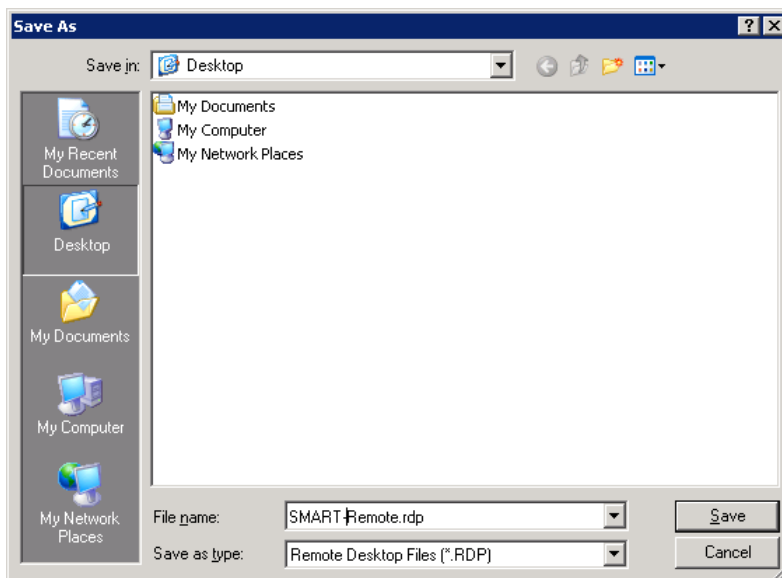 Save As
Save in:
Desktop
My Recent
Documents
Desktop
My Documents
My Computer
My Network
Places
My Documents
My Computer
My Network Places
File name:
SMART-Remote.rdp
Save
Save as type:
Remote Desktop Files (*.RDP)
Cancel